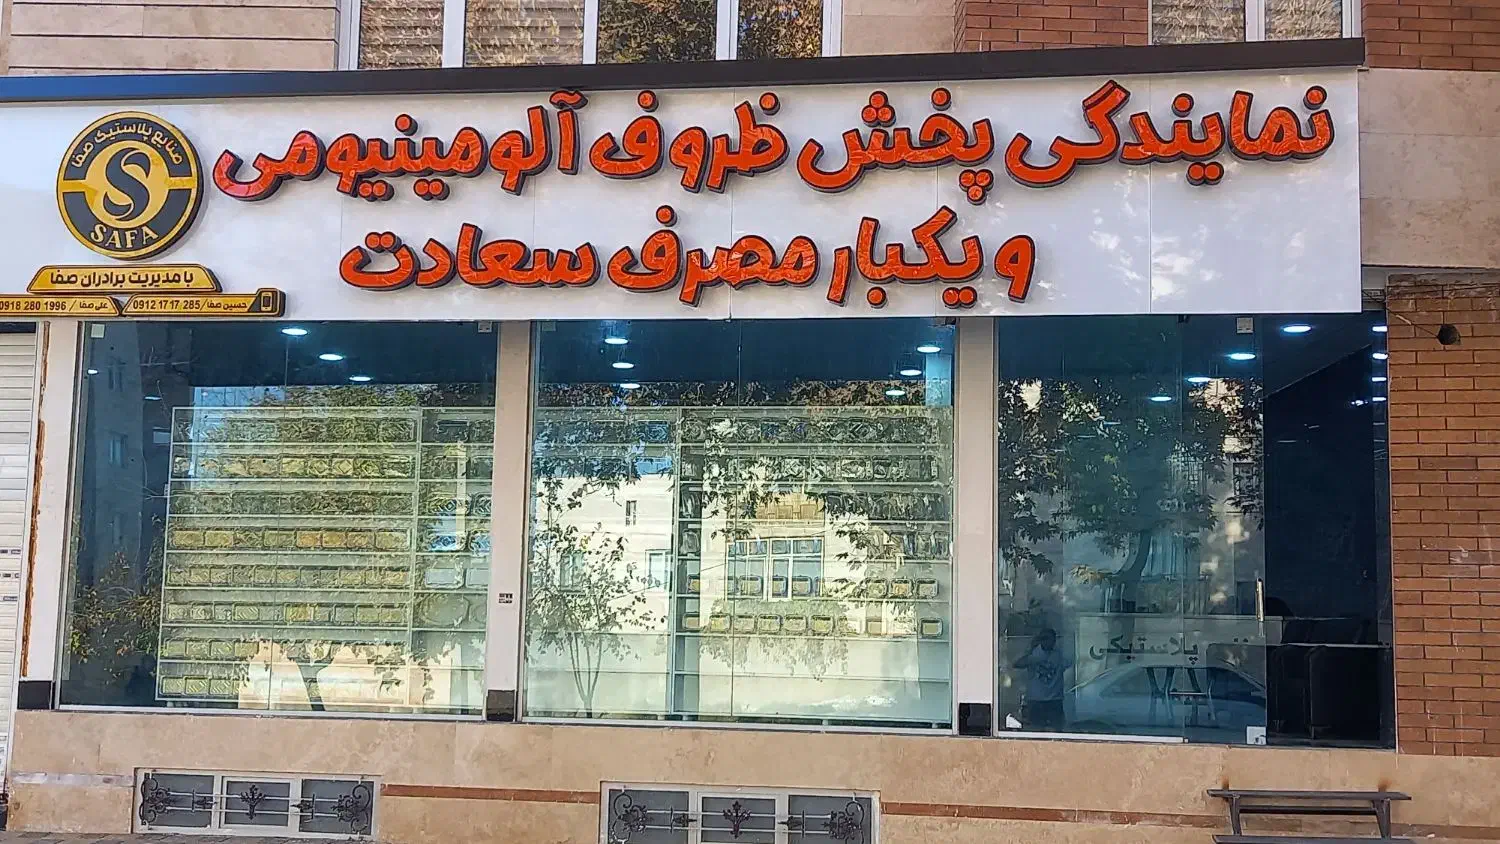 نمایندگی پخش ظروف آلومینیومی
و یکبار مصرف سعادت
صنایع پلاستیک صفا
S
SAFA
با مدیریت برادران صفا
حسین صفا/ 0912 1717 285
علی صفا / 0918 280 1996
پلاستیکی